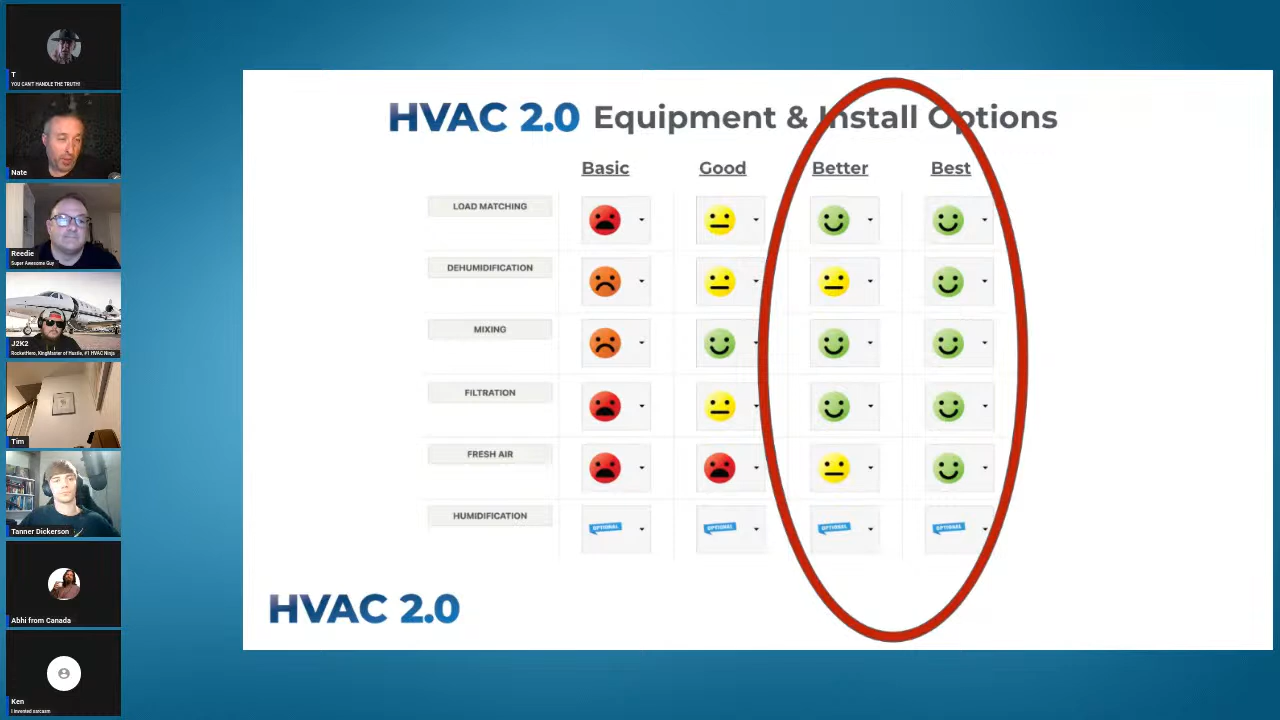 T
YOU CAN'T HANDLE THE TRUTH!
Nate
Reedie
Super Awesome Guy
J2K2
RocketHero, KingMaster of Hustle, #1 HVAC Ninja
Tim
Tanner Dickerson
Abhi from Canada
Ken
I invented sarcasm
HVAC 2.0 Equipment & Install Options
Basic Good Better Best
LOAD MATCHING
DEHUMIDIFICATION
MIXING
FILTRATION
FRESH AIR
HUMIDIFICATION OPTIONAL OPTIONAL OPTIONAL OPTIONAL
HVAC 2.0